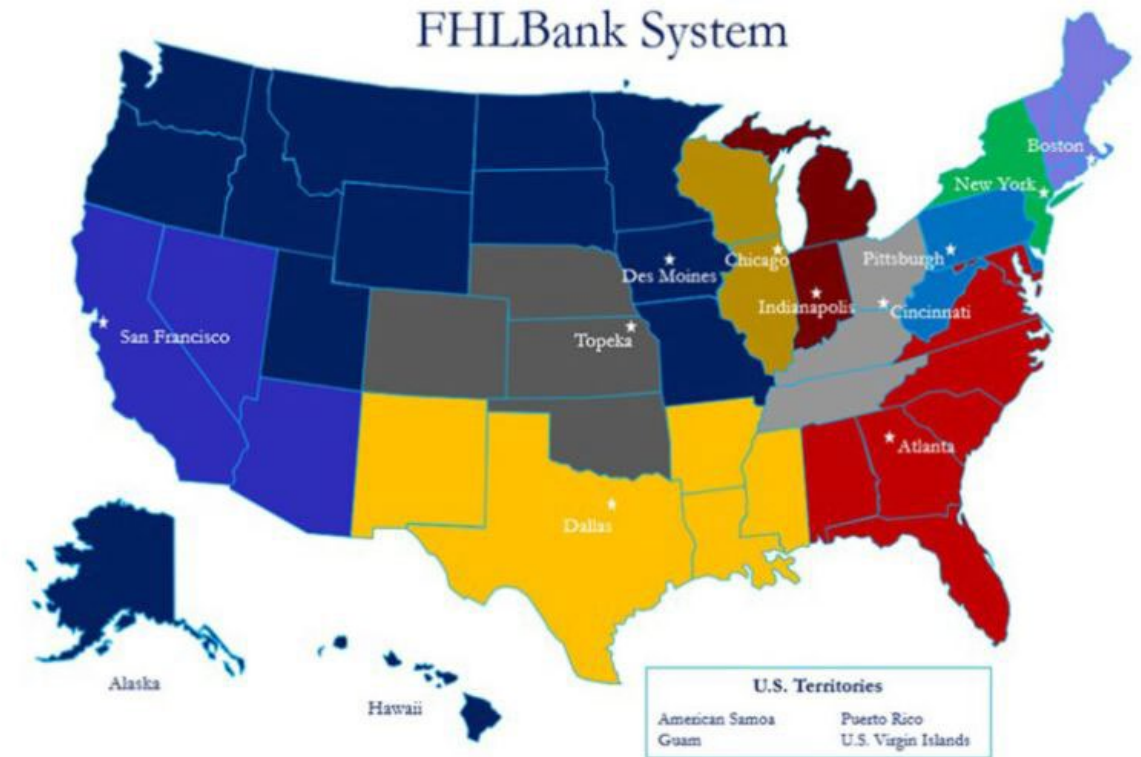 FHLBank System
Boston
New York
Pittsburgh
Chicago
Des Moines
Indianapolis
Cincinnati
San Francisco
Topeka
Atlanta
Dallas
Alaska
Hawaii
U.S. Territories
American Samoa Puerto Rico
Guam U.S. Virgin Islands